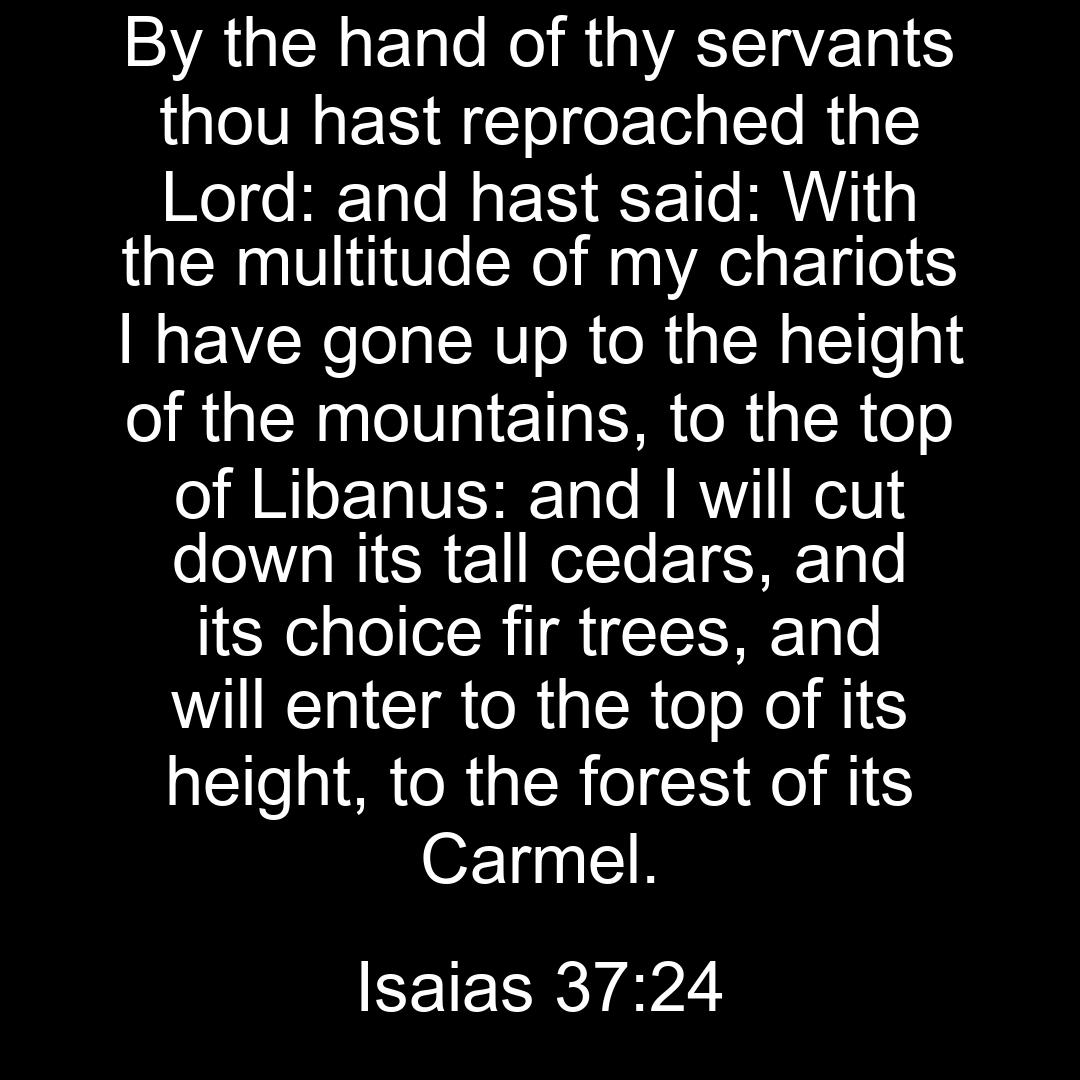 By the hand of thy servants
thou hast reproached the
Lord: and hast said: With
the multitude of my chariots
I have gone up to the height
of the mountains, to the top
of Libanus: and I will cut
down its tall cedars, and
its choice fir trees, and
will enter to the top of its
height, to the forest of its
Carmel.
Isaias 37:24